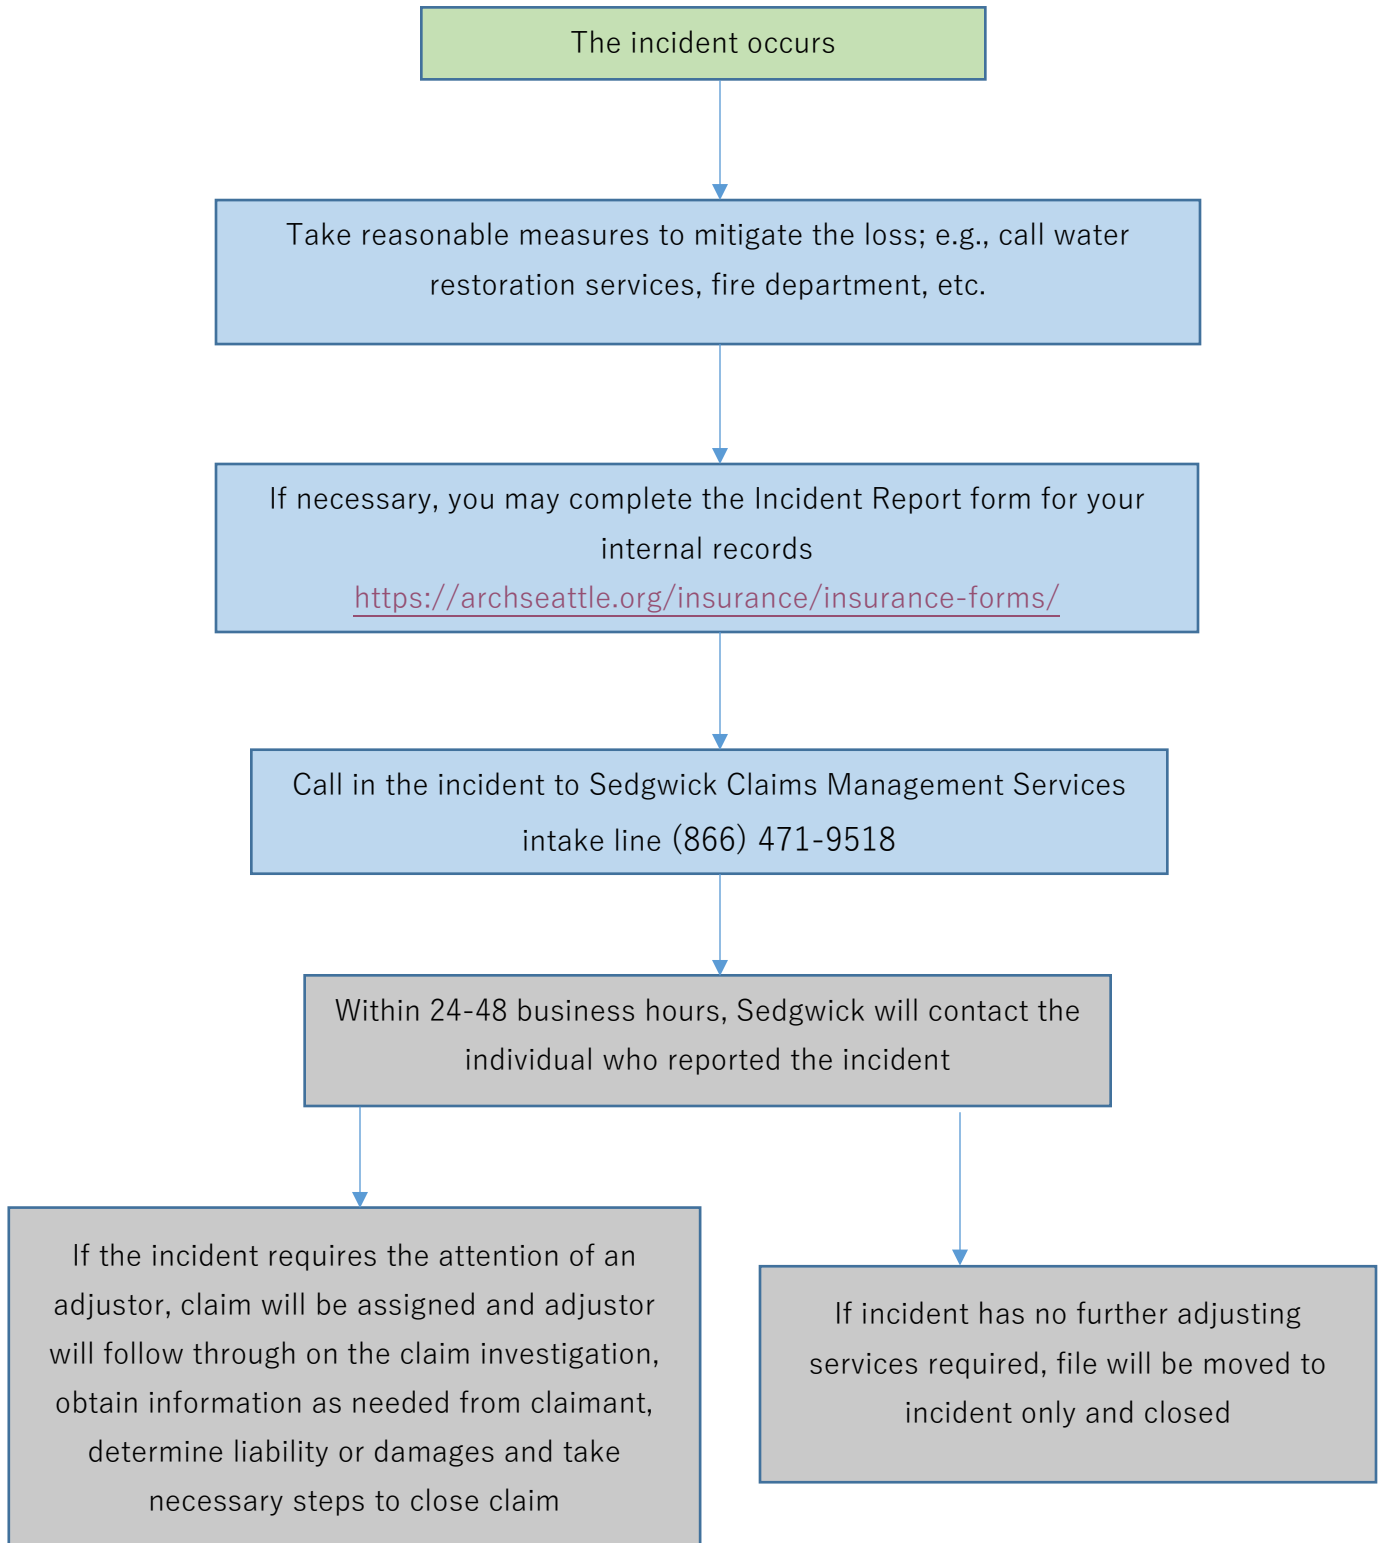 The incident occurs
Take reasonable measures to mitigate the loss; e.g., call water
restoration services, fire department, etc.
If necessary, you may complete the Incident Report form for your
internal records
https://archseattle.org/insurance/insurance-forms/
Call in the incident to Sedgwick Claims Management Services
intake line (866) 471-9518
Within 24-48 business hours, Sedgwick will contact the
individual who reported the incident
If the incident requires the attention of an
adjustor, claim will be assigned and adjustor
will follow through on the claim investigation,
obtain information as needed from claimant,
determine liability or damages and take
necessary steps to close claim
If incident has no further adjusting
services required, file will be moved to
incident only and closed